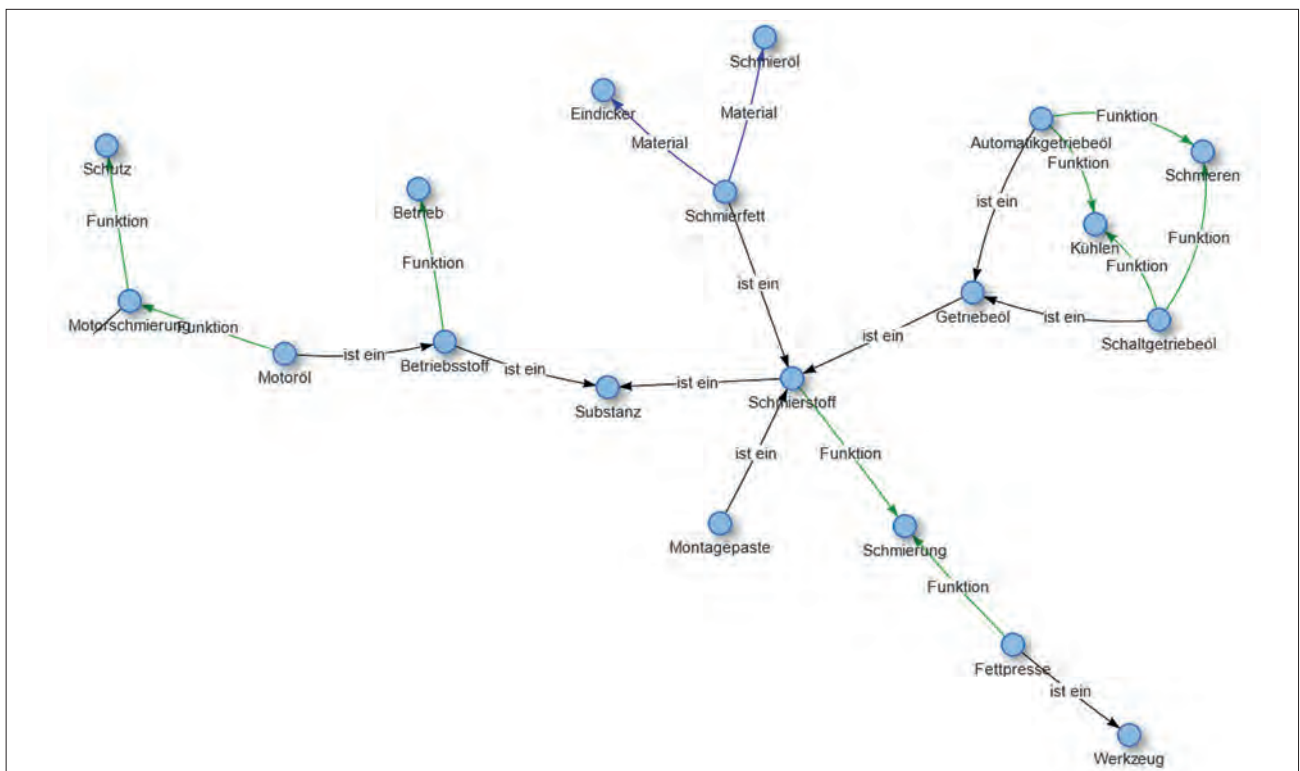 Schmieröl
Eindicker
Material
Material
Automatikgetriebeöl
Funktion
Funktion
Schmieren
Schutz
Betrieb
Schmierfett
ist ein
Funktion
Kühlen
Funktion
Funktion
Funktion
ist ein
Motorschmierung
Funktion
Getriebeöl
ist ein
Schaltgetriebeöl
ist ein
Motoröl
ist ein
Betriebsstoff
ist ein
Substanz
ist ein
Schmierstoff
ist ein
Funktion
Montagepaste
Schmierung
Funktion
Fettpresse
ist ein
Werkzeug